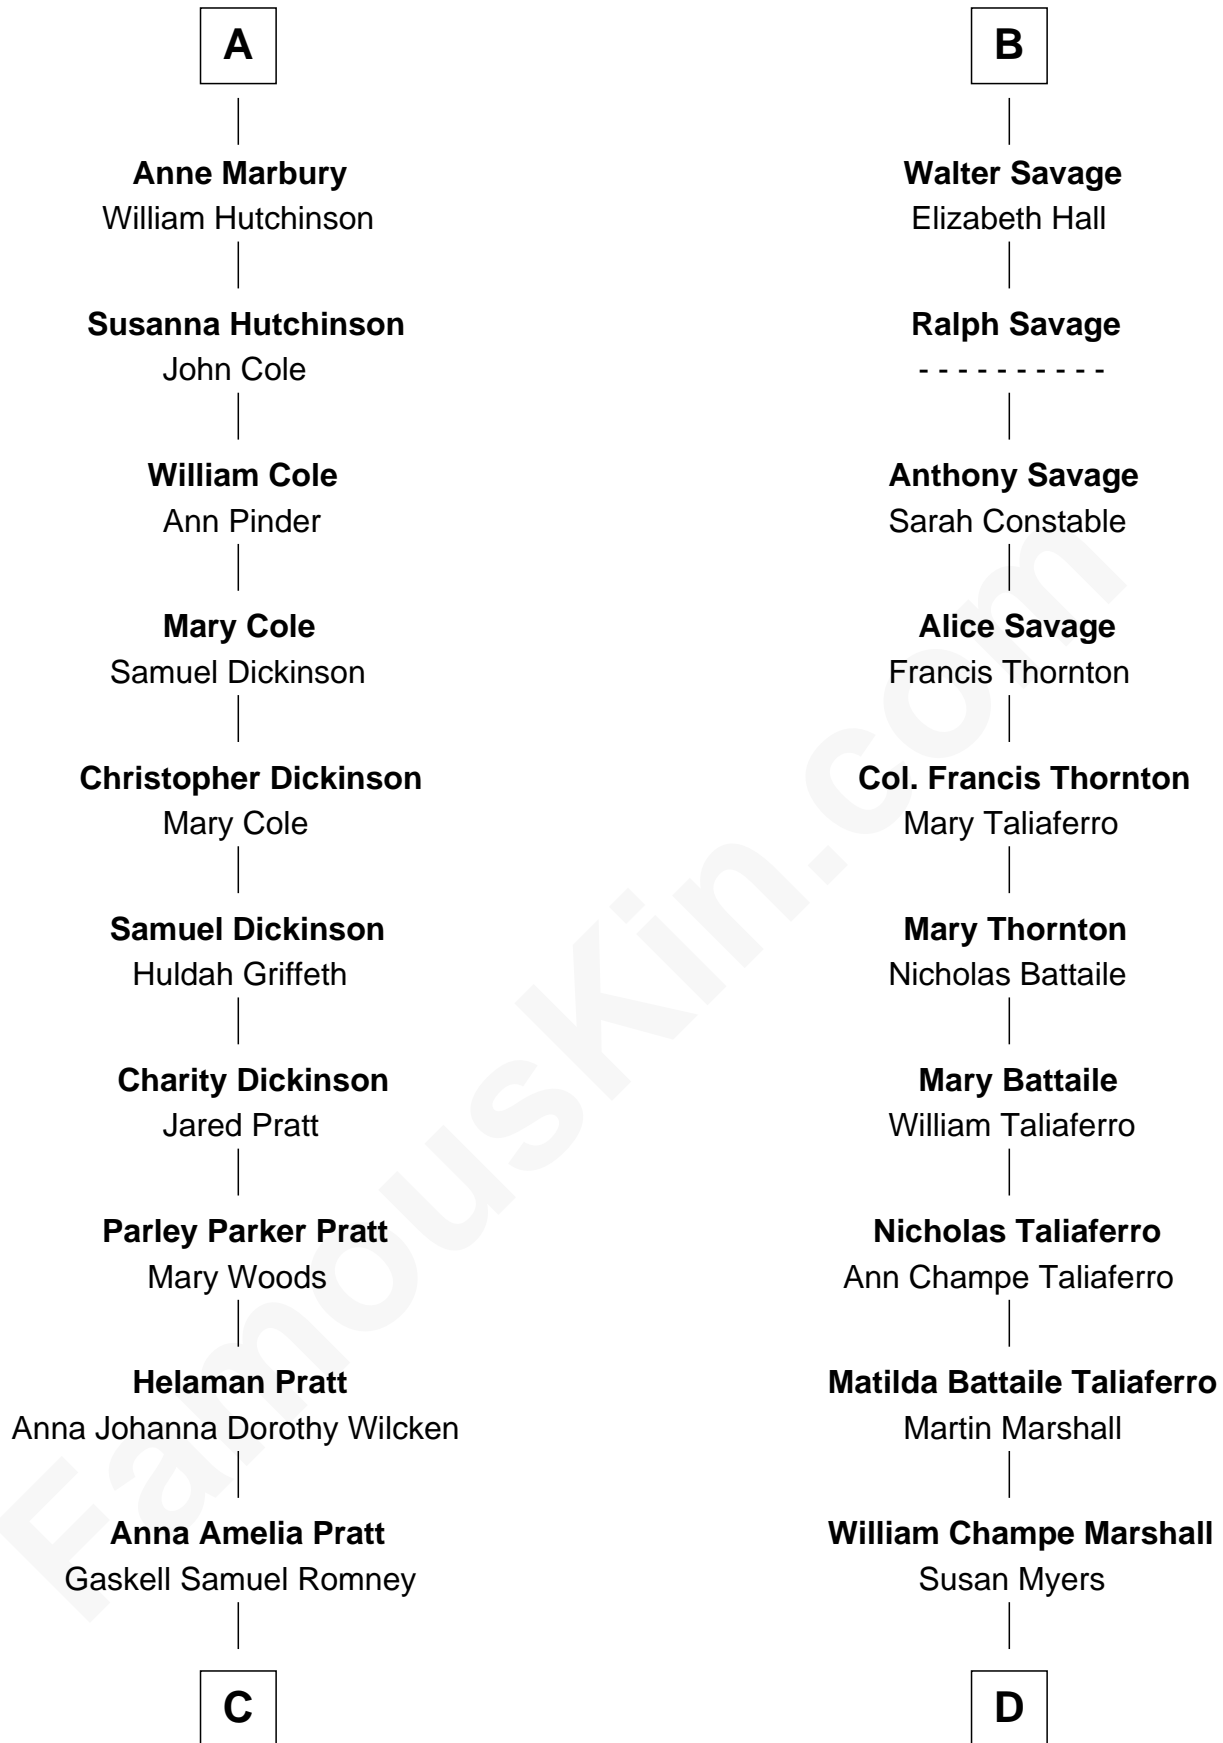 A
Anne Marbury
William Hutchinson
Susanna Hutchinson
John Cole
William Cole
Ann Pinder
Mary Cole
Samuel Dickinson
Christopher Dickinson
Mary Cole
Samuel Dickinson
Huldah Griffeth
Charity Dickinson
Jared Pratt
Parley Parker Pratt
Mary Woods
Helaman Pratt
Anna Johanna Dorothy Wilcken
Anna Amelia Pratt
Gaskell Samuel Romney
C
B
Walter Savage
Elizabeth Hall
Ralph Savage
- - - - - - - - - -
Anthony Savage
Sarah Constable
Alice Savage
Francis Thornton
Col. Francis Thornton
Mary Taliaferro
Mary Thornton
Nicholas Battaile
Mary Battaile
William Taliaferro
Nicholas Taliaferro
Ann Champe Taliaferro
Matilda Battaile Taliaferro
Martin Marshall
William Champe Marshall
Susan Myers
D
FamousKin.com